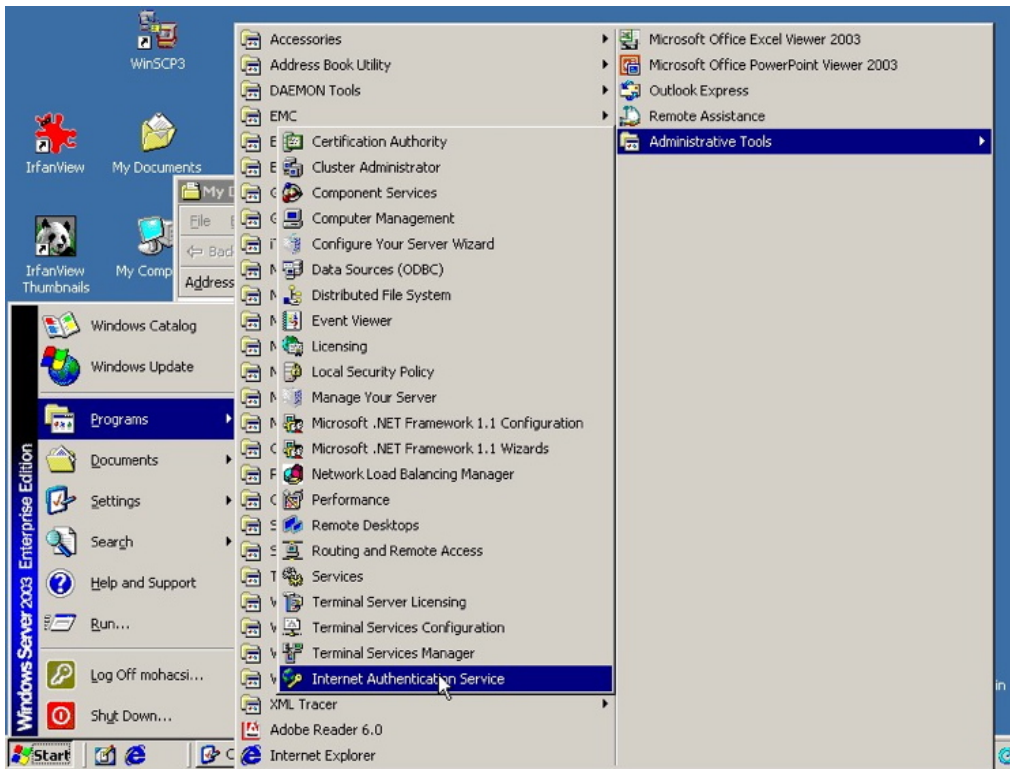 WinSCP3
IrfanView
My Documents
IrfanView
Thumbnails
My Comp
My D
File
Back
Address
Windows Server 2003 Enterprise Edition
Windows Catalog
Windows Update
Programs
Documents
Settings
Search
Help and Support
Run...
Log Off mohacsi...
Shut Down...
Start
Accessories
Address Book Utility
DAEMON Tools
EMC
XML Tracer
Adobe Reader 6.0
Internet Explorer
Certification Authority
Cluster Administrator
Component Services
Computer Management
Configure Your Server Wizard
Data Sources (ODBC)
Distributed File System
Event Viewer
Licensing
Local Security Policy
Manage Your Server
Microsoft .NET Framework 1.1 Configuration
Microsoft .NET Framework 1.1 Wizards
Network Load Balancing Manager
Performance
Remote Desktops
Routing and Remote Access
Services
Terminal Server Licensing
Terminal Services Configuration
Terminal Services Manager
Internet Authentication Service
Microsoft Office Excel Viewer 2003
Microsoft Office PowerPoint Viewer 2003
Outlook Express
Remote Assistance
Administrative Tools
in